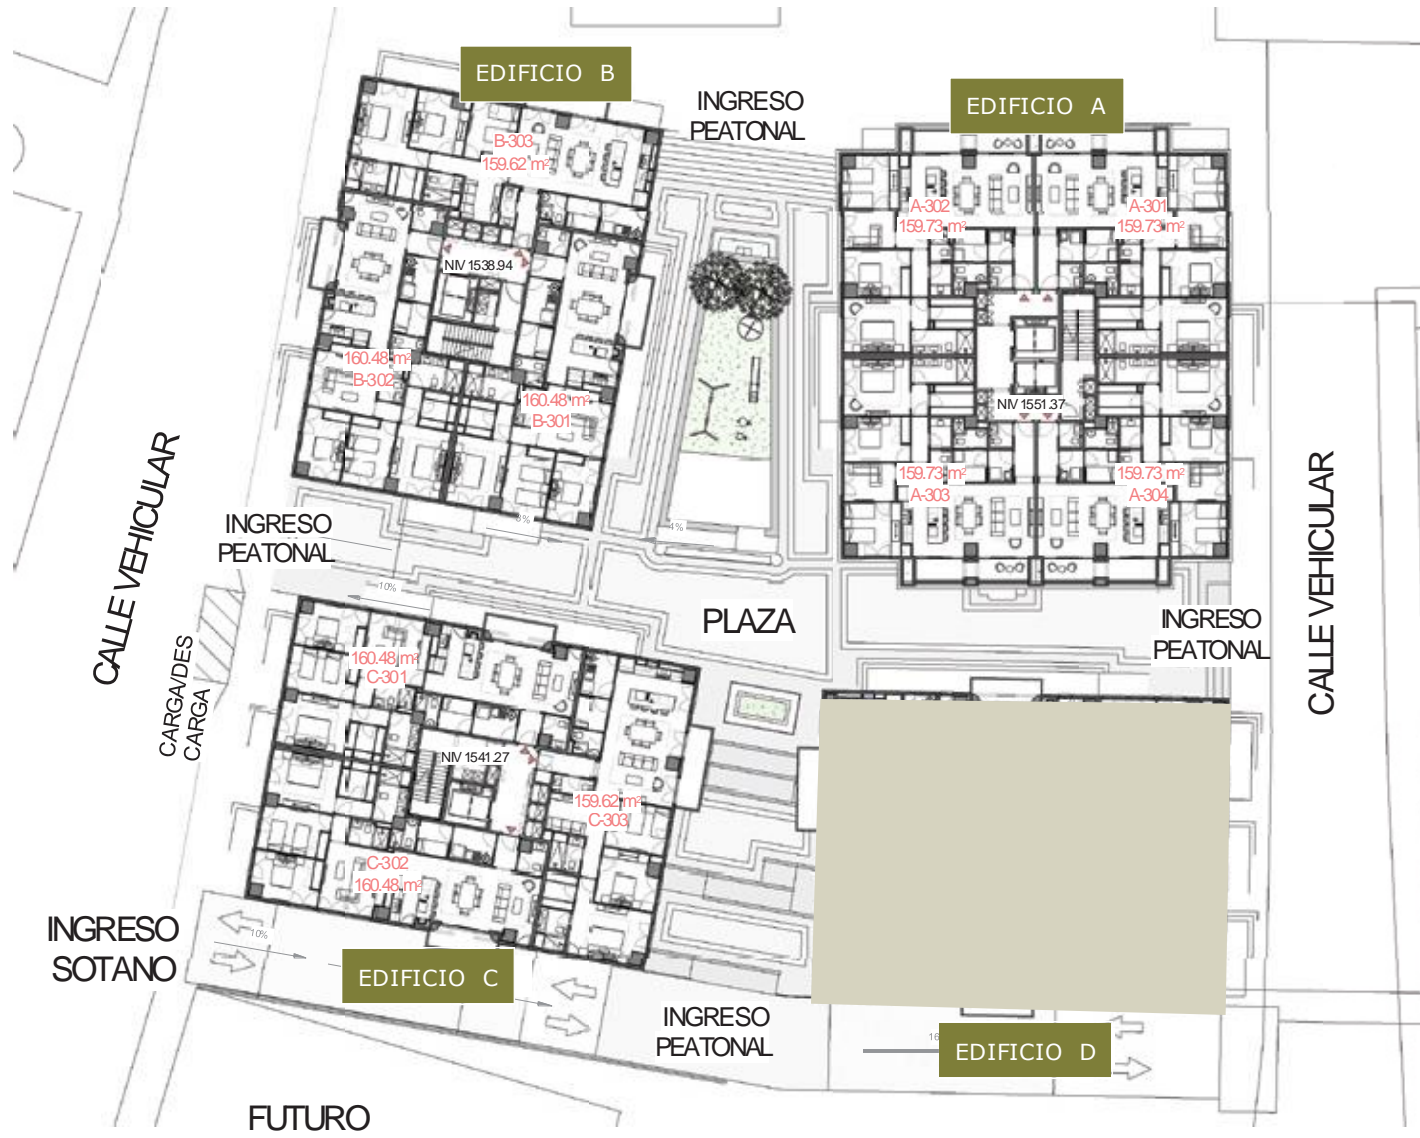 EDIFICIO B
INGRESO
PEATONAL
EDIFICIO A
B-303
159.62 m²
A-302
159.73 m²
A-301
159.73 m²
NIV 1538.94
160.48 m²
B-302
160.48 m²
B-301
NIV 1551.37
159.73 m²
A-303
159.73 m²
A-304
CALLE VEHICULAR
INGRESO
PEATONAL
4%
10%
CALLE VEHICULAR
PLAZA
INGRESO
PEATONAL
CARGA/DES
CARGA
160.48 m²
C-301
NIV 1541.27
159.62 m²
C-303
C-302
160.48 m²
INGRESO
SOTANO
10%
EDIFICIO C
INGRESO
PEATONAL
EDIFICIO D
FUTURO